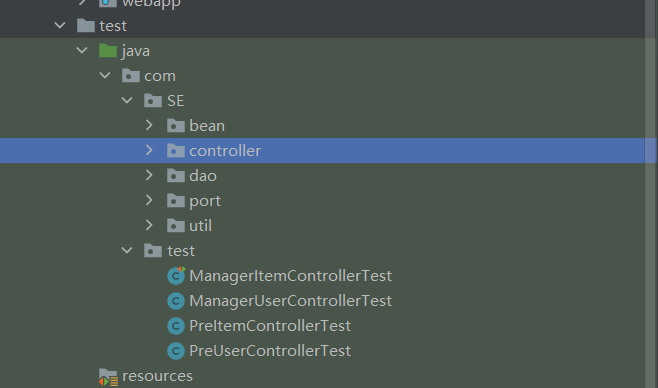 webapp
test
java
com
SE
bean
controller
dao
port
util
test
ManagerItemControllerTest
ManagerUserControllerTest
PreItemControllerTest
PreUserControllerTest
resources